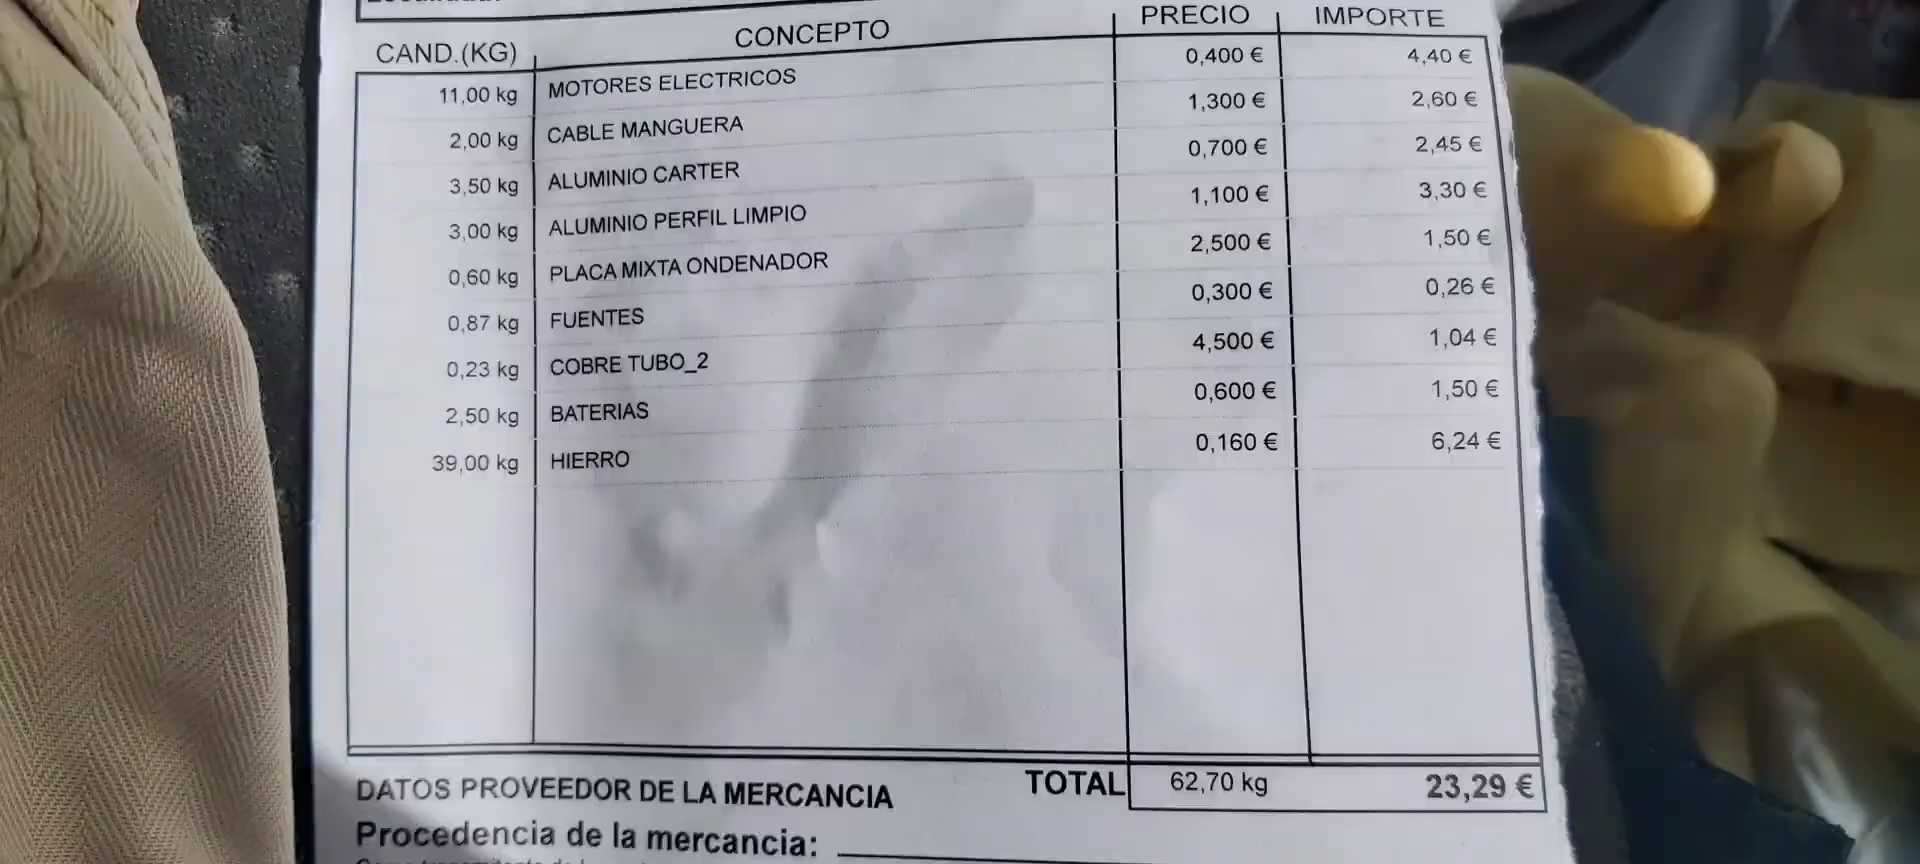 CAND.(KG) CONCEPTO PRECIO IMPORTE
11,00 kg MOTORES ELECTRICOS 0,400 € 4,40 €
2,00 kg CABLE MANGUERA 1,300 € 2,60 €
3,50 kg ALUMINIO CARTER 0,700 € 2,45 €
3,00 kg ALUMINIO PERFIL LIMPIO 1,100 € 3,30 €
0,60 kg PLACA MIXTA ONDENADOR 2,500 € 1,50 €
0,87 kg FUENTES 0,300 € 0,26 €
0,23 kg COBRE TUBO_2 4,500 € 1,04 €
2,50 kg BATERIAS 0,600 € 1,50 €
39,00 kg HIERRO 0,160 € 6,24 €
TOTAL 62,70 kg 23,29 €
DATOS PROVEEDOR DE LA MERCANCIA
Procedencia de la mercancia: